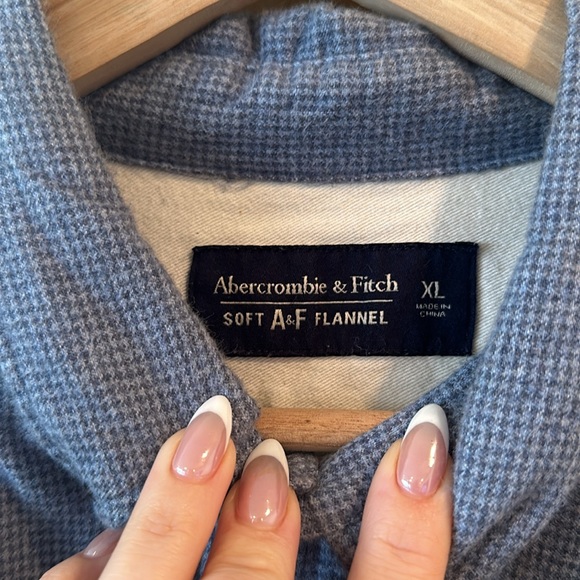 Abercrombie & Fitch
SOFT A&F FLANNEL
XL
MADE IN
CHINA